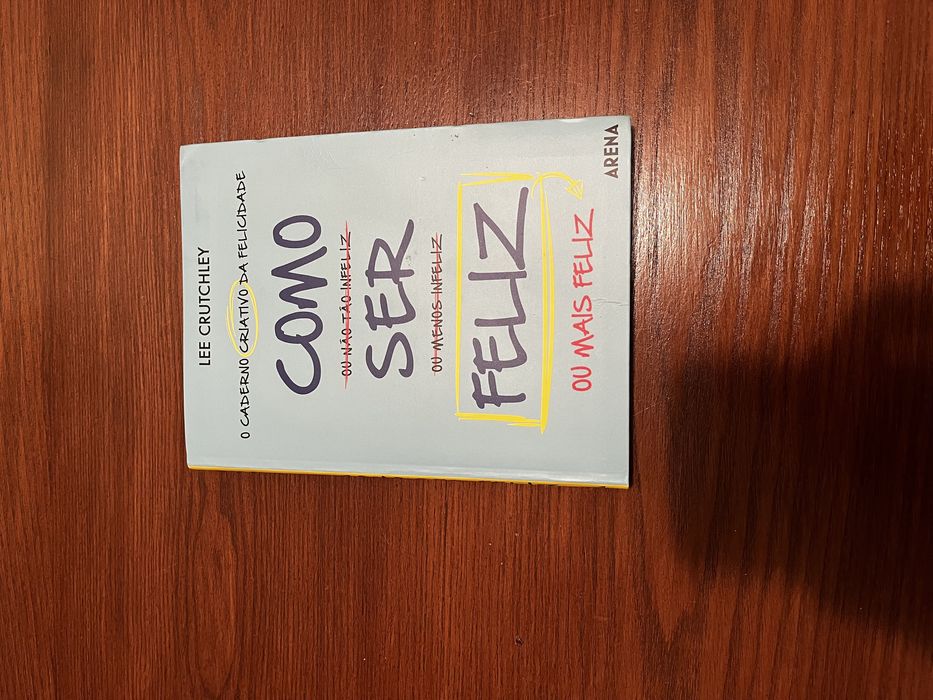 LEE CRUTCHLEY
O CADERNO CRIATIVO DA FELICIDADE
COMO
OU NÃO TÃO INFELIZ
SER
OU MENOS INFELIZ
FELIZ
OU MAIS FELIZ
ARENA